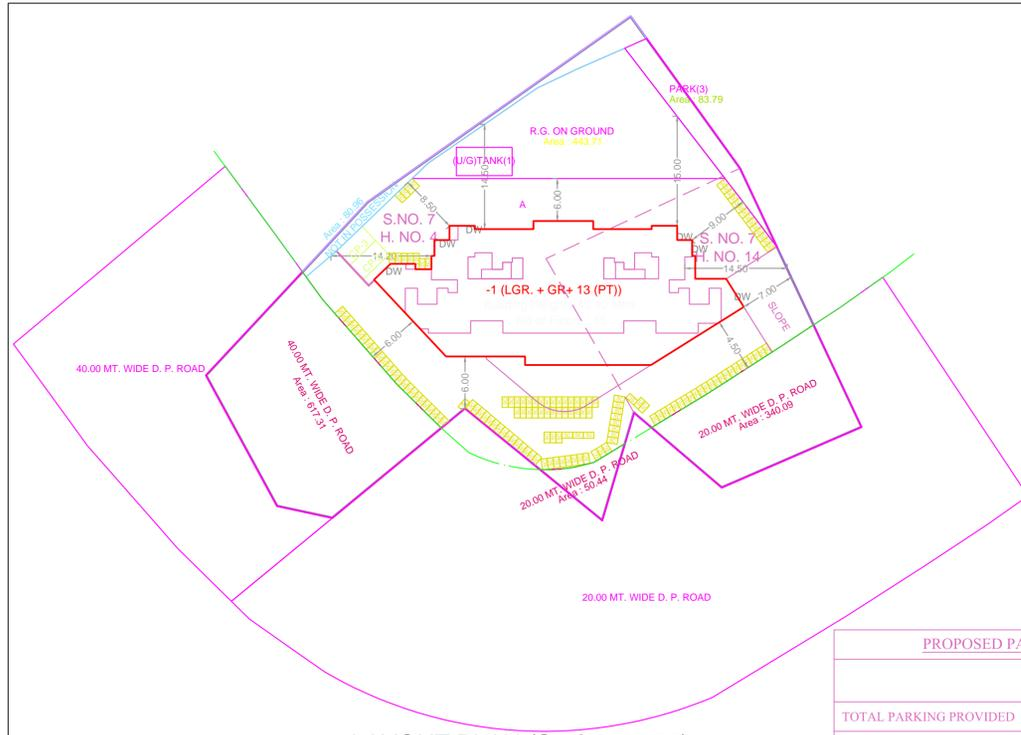 PARK(3)
Area : 83.79
R.G. ON GROUND
(U/G)TANK(1)
14.50
15.00
8.50
6.00
A
9.00
Area : 80.96
NOT IN POSSESSION
S.NO. 7
H. NO. 4
DW
DW
DW
DW
DW
S. NO. 7
H. NO. 14
14.20
DW
14.50
-1 (LGR. + GR+ 13 (PT))
DW
7.00
SLOPE
6.00
4.50
40.00 MT. WIDE D. P. ROAD
40.00 MT. WIDE D. P. ROAD
Area : 617.31
6.00
20.00 MT. WIDE D. P. ROAD
Area : 340.09
20.00 MT. WIDE D. P. ROAD
Area : 50.44
20.00 MT. WIDE D. P. ROAD
PROPOSED PA
TOTAL PARKING PROVIDED